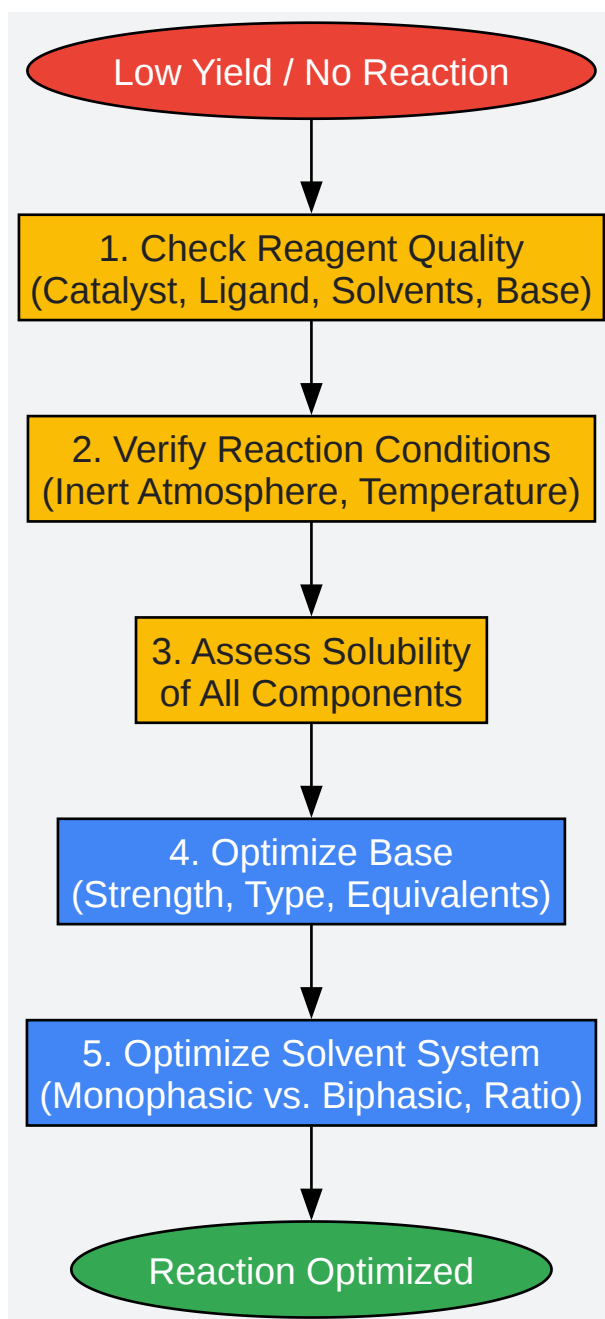 Low Yield / No Reaction
1. Check Reagent Quality
(Catalyst, Ligand, Solvents, Base)
2. Verify Reaction Conditions
(Inert Atmosphere, Temperature)
3. Assess Solubility
of All Components
4. Optimize Base
(Strength, Type, Equivalents)
5. Optimize Solvent System
(Monophasic vs. Biphasic, Ratio)
Reaction Optimized